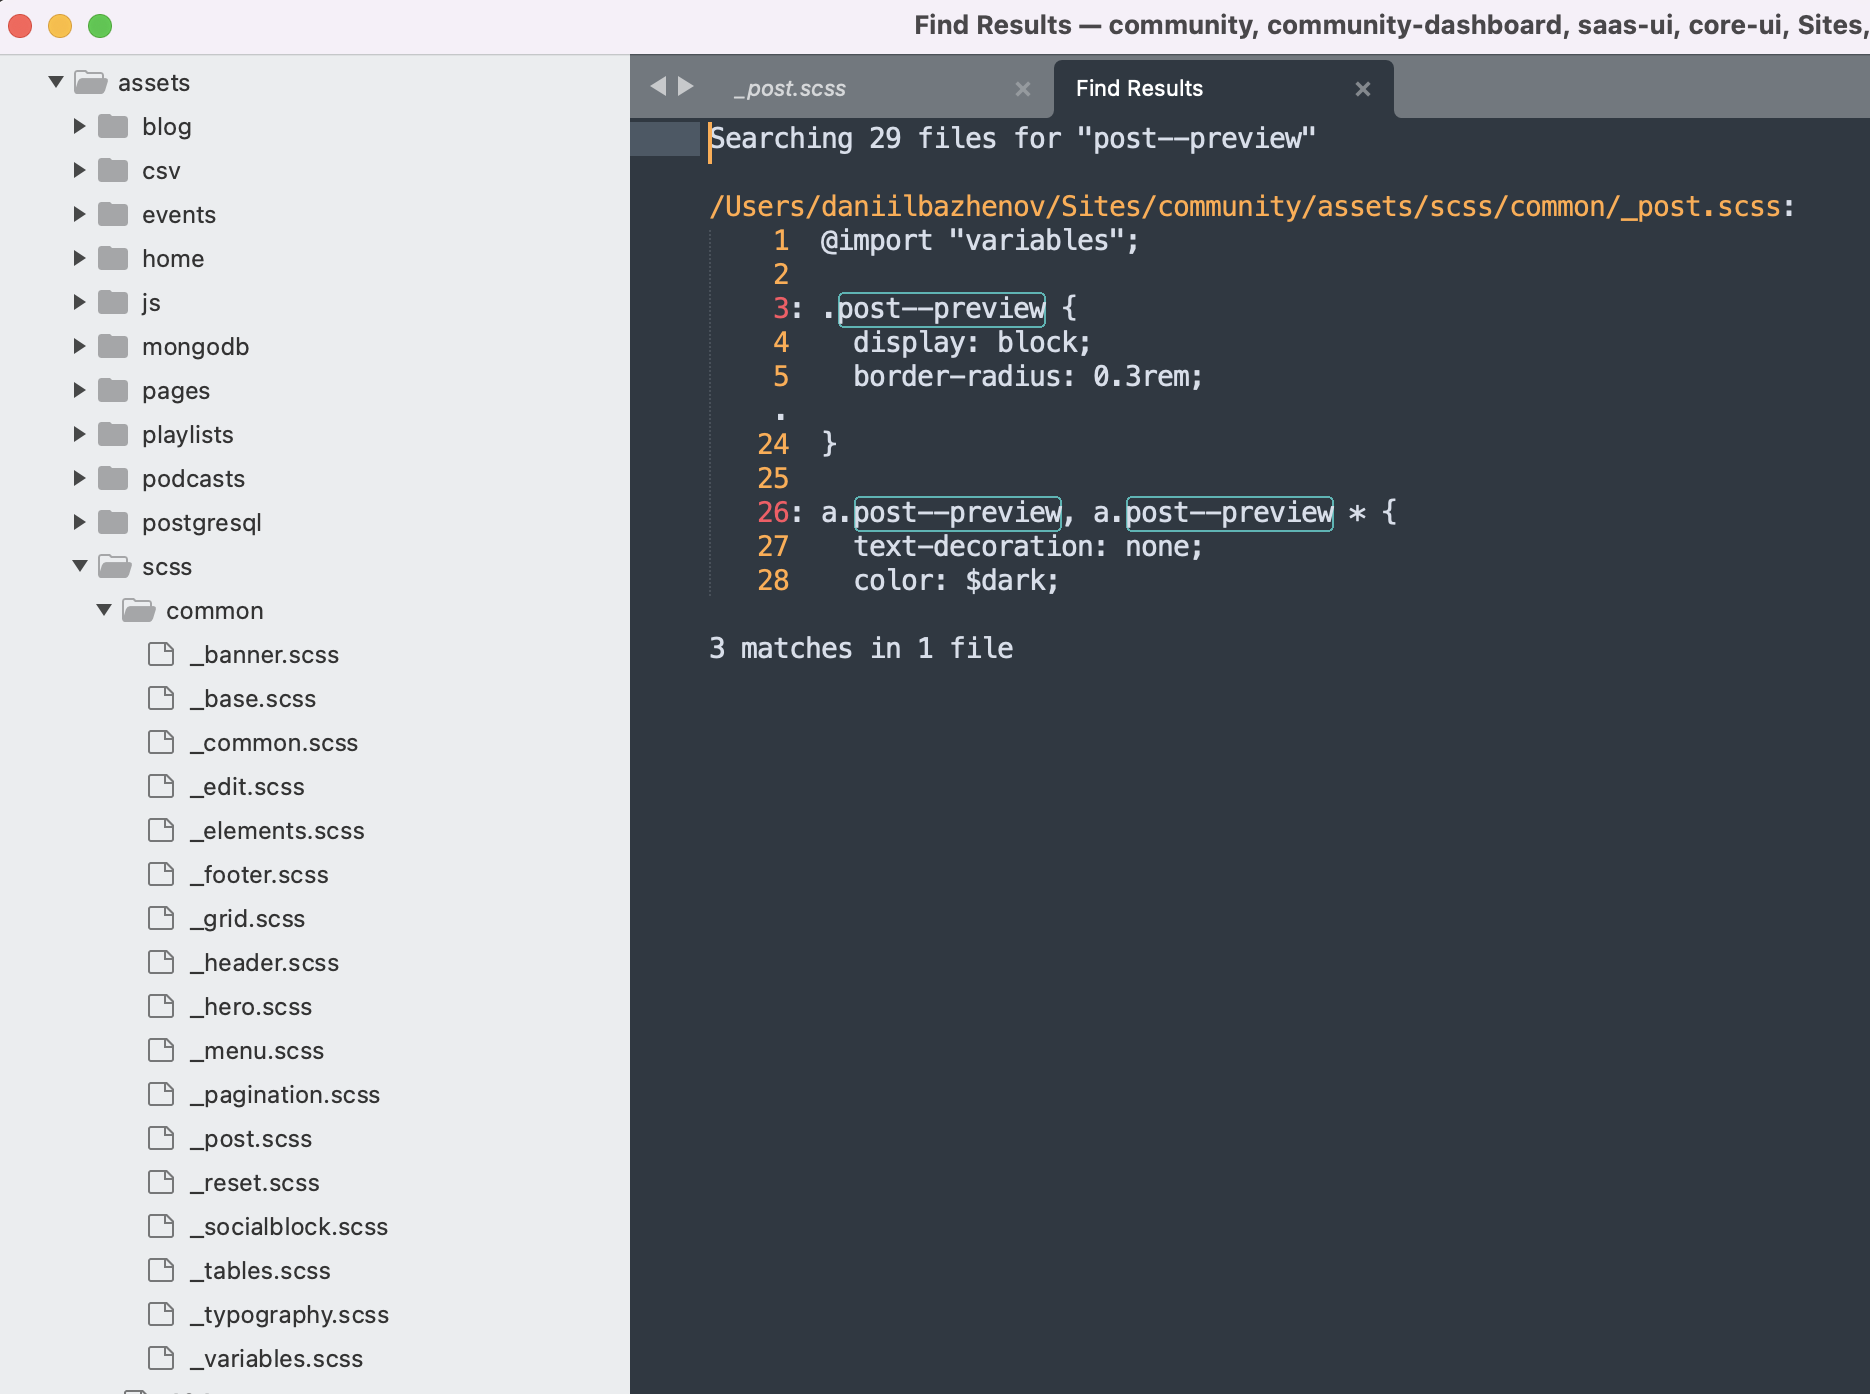 Find Results — community, community-dashboard, saas-ui, core-ui, Sites,
assets
blog
csv
events
home
js
mongodb
pages
playlists
podcasts
postgresql
scss
common
_banner.scss
_base.scss
_common.scss
_edit.scss
_elements.scss
_footer.scss
_grid.scss
_header.scss
_hero.scss
_menu.scss
_pagination.scss
_post.scss
_reset.scss
_socialblock.scss
_tables.scss
_typography.scss
_variables.scss
_post.scss
Find Results
Searching 29 files for "post--preview"
/Users/daniilbazhenov/Sites/community/assets/scss/common/_post.scss:
1 @import "variables";
2
3: .post--preview {
4 display: block;
5 border-radius: 0.3rem;
.
24 }
25
26: a.post--preview, a.post--preview * {
27 text-decoration: none;
28 color: $dark;
3 matches in 1 file